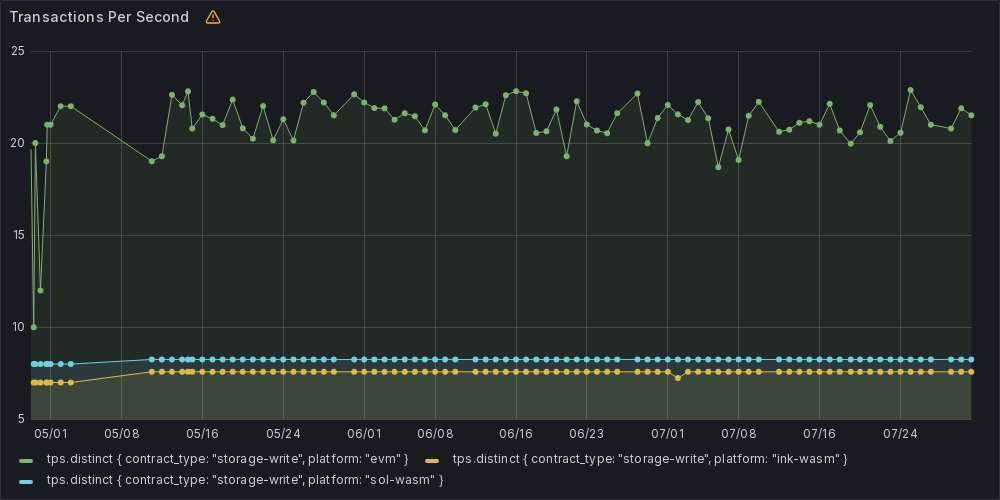 Transactions Per Second
25
20
15
10
5
05/01 05/08 05/16 05/24 06/01 06/08 06/16 06/23 07/01 07/08 07/16 07/24
tps.distinct { contract_type: "storage-write", platform: "evm" } tps.distinct { contract_type: "storage-write", platform: "ink-wasm" }
tps.distinct { contract_type: "storage-write", platform: "sol-wasm" }